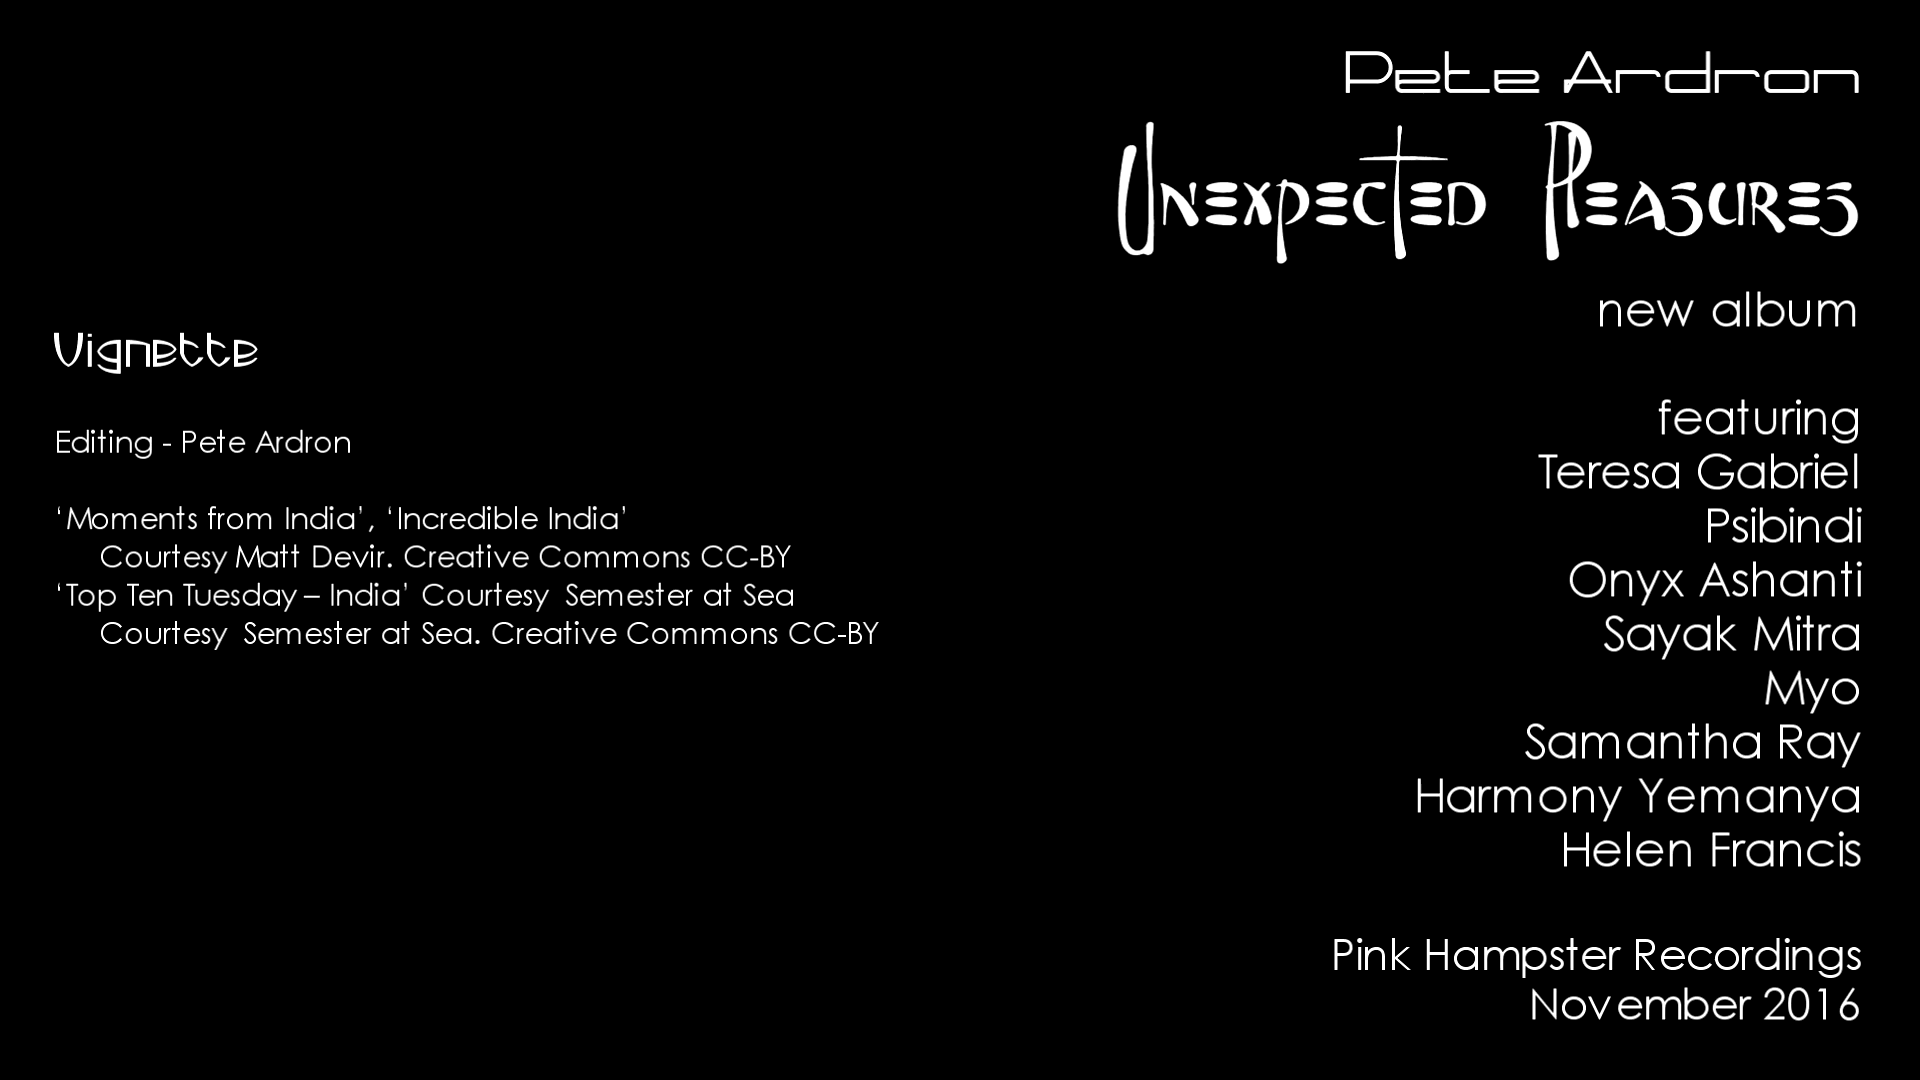 Pete Ardron
Unexpected Pleasures
new album
featuring
Teresa Gabriel
Psibindi
Onyx Ashanti
Sayak Mitra
Myo
Samantha Ray
Harmony Yemanya
Helen Francis
Pink Hampster Recordings
November 2016
Vignette
Editing - Pete Ardron
‘Moments from India’, ‘Incredible India’
Courtesy Matt Devir. Creative Commons CC-BY
‘Top Ten Tuesday – India’ Courtesy Semester at Sea
Courtesy Semester at Sea. Creative Commons CC-BY